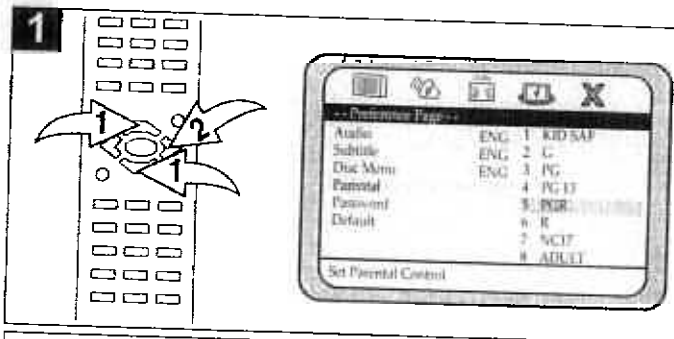 1
1
2
1
-- Preference Page --
Audio ENG 1 KID SAF
Subtitle ENG 2 G
Disc Menu ENG 3 PG
Parental 4 PG 13
Password 5 PGR
Default 6 R
7 NC17
8 ADULT
Set Parental Control